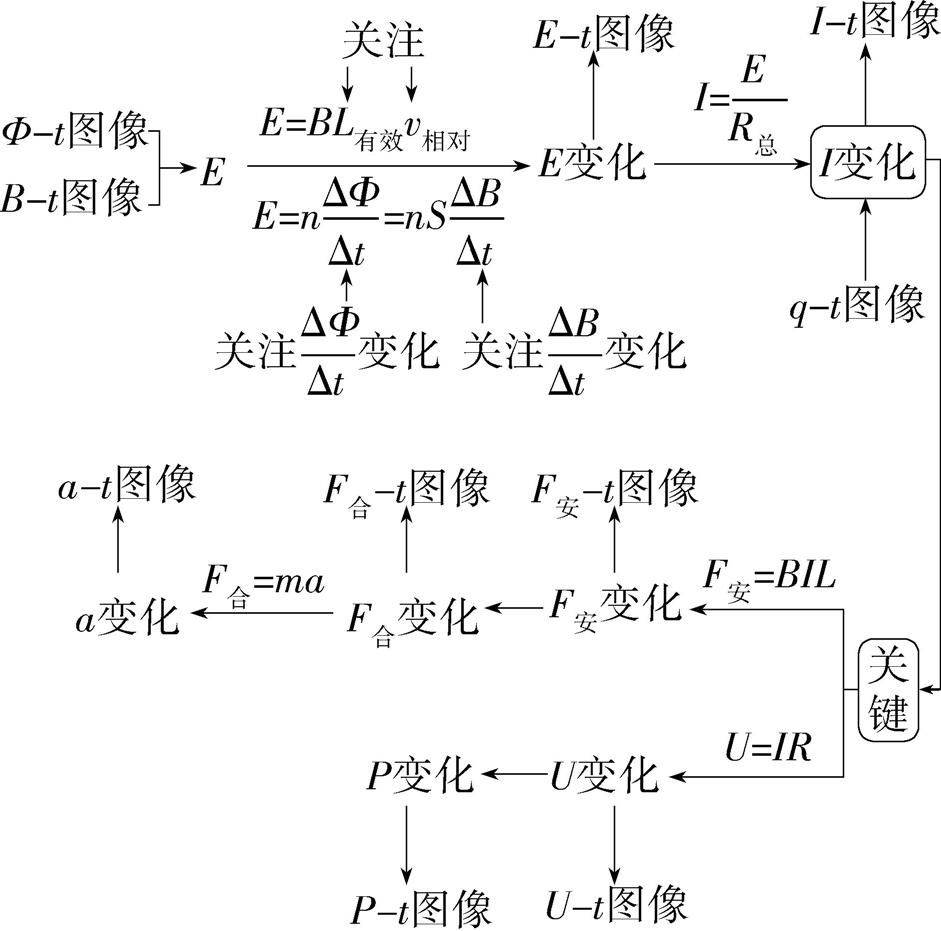 关注
E-t图像
I-t图像
Φ-t图像
B-t图像
E
E=BL有效v相对
E=nΔΦ/Δt=nSΔB/Δt
E变化
I=E/R总
I变化
关注ΔΦ/Δt变化
关注ΔB/Δt变化
q-t图像
a-t图像
F合-t图像
F安-t图像
a变化
F合=ma
F合变化
F安变化
F安=BIL
关键
P变化
U变化
U=IR
P-t图像
U-t图像